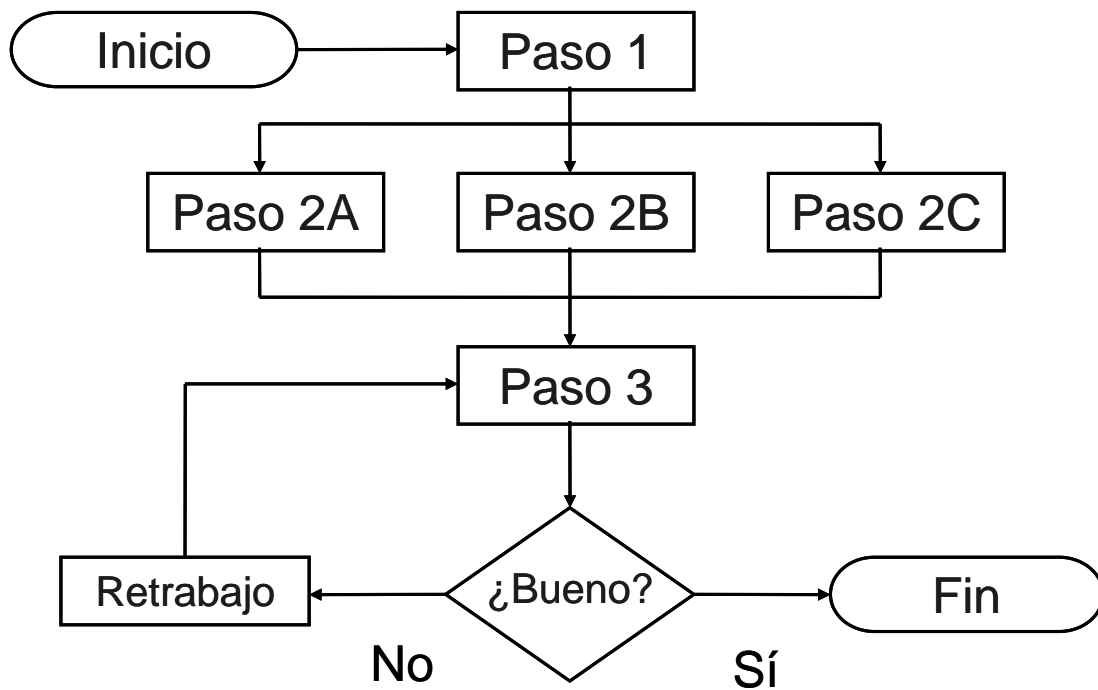 Inicio
Paso 1
Paso 2A
Paso 2B
Paso 2C
Paso 3
¿Bueno?
Retrabajo
Fin
No
Sí